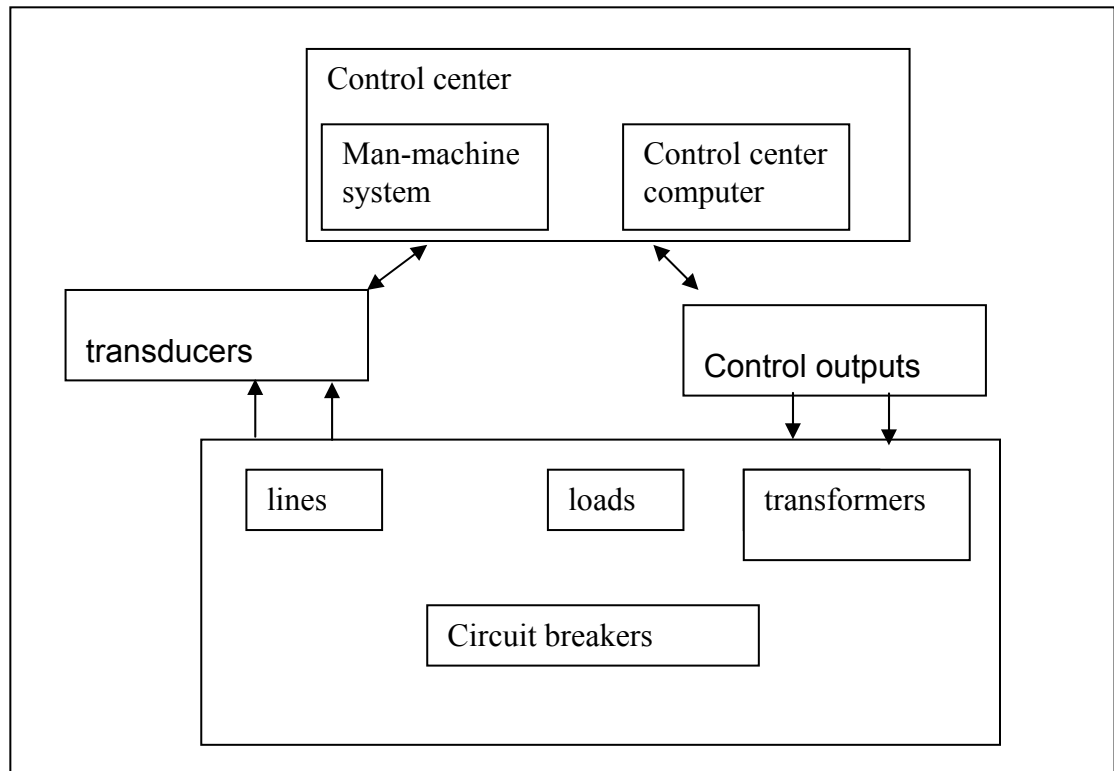 Control center
Man-machine
system
Control center
computer
transducers
Control outputs
lines
loads
transformers
Circuit breakers